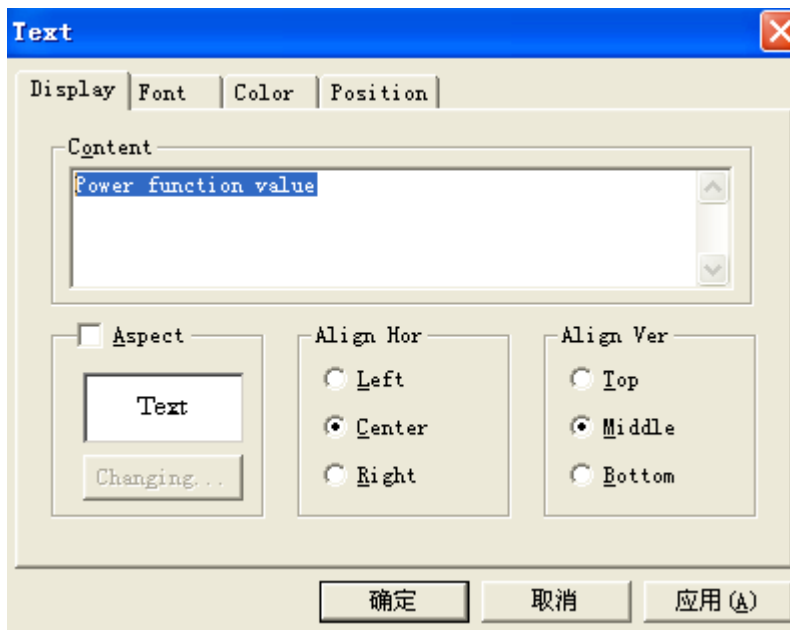 Text
Display Font Color Position
Content
Power function value
Aspect Align Hor Align Ver
Left Top
Text
Center Middle
Changing... Right Bottom
确定 取消 应用(A)